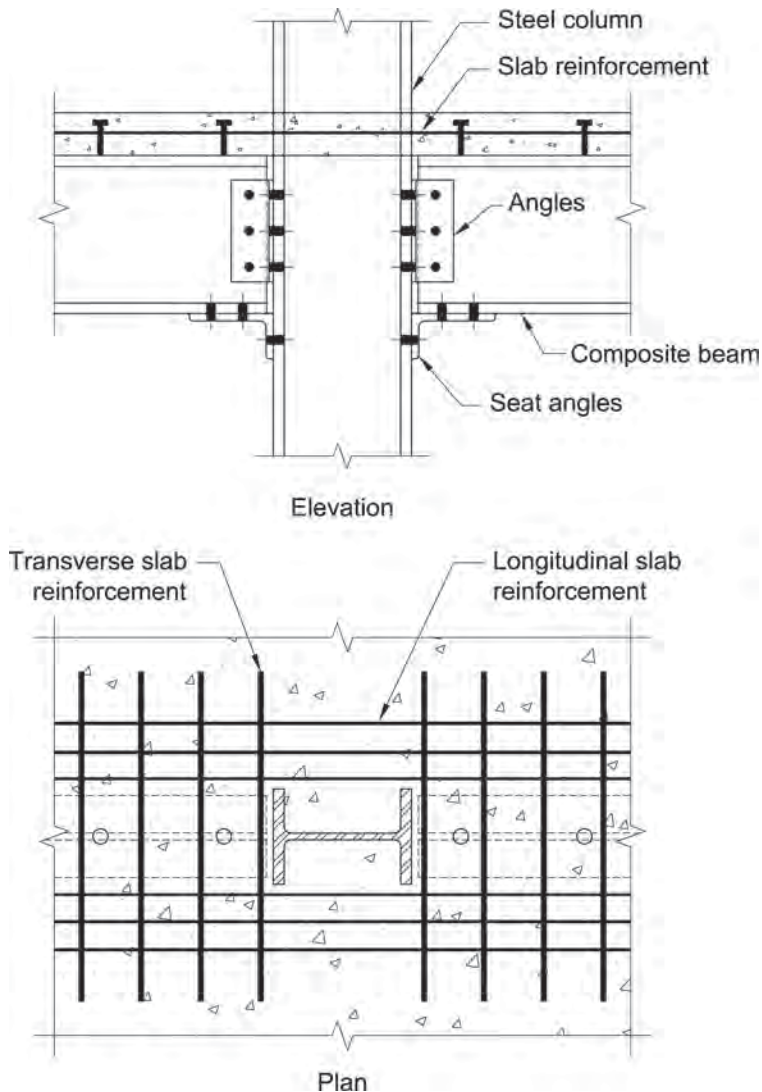 Steel column
Slab reinforcement
Angles
Composite beam
Seat angles
Elevation
Transverse slab
reinforcement
Longitudinal slab
reinforcement
Plan